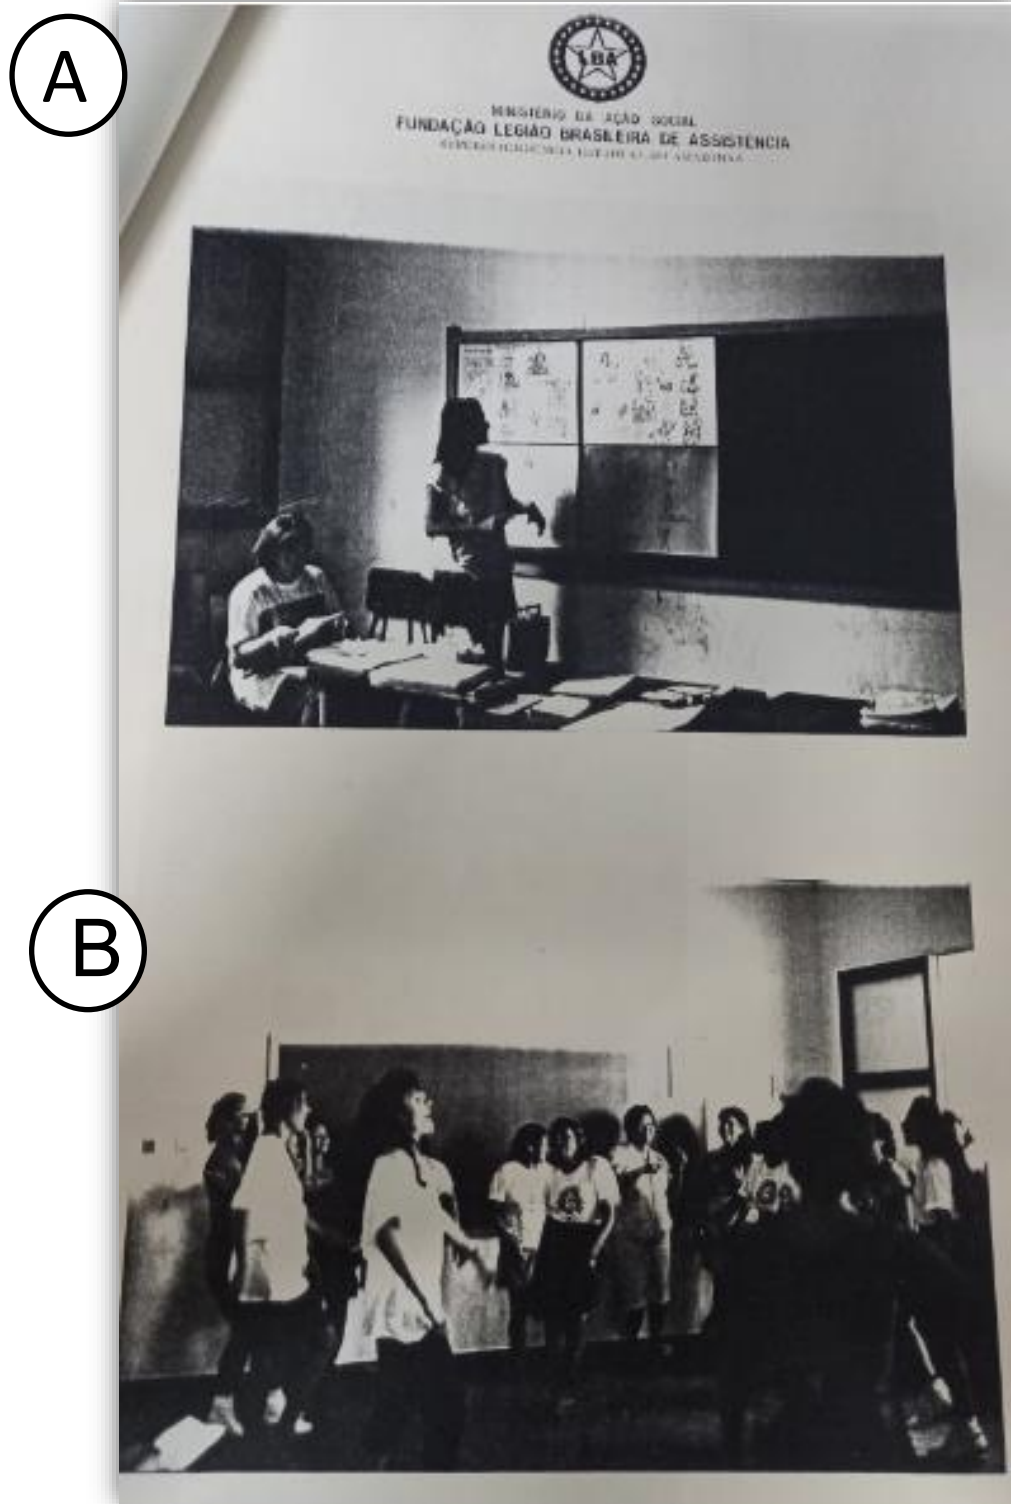 A
LBA
MINISTÉRIO DA AÇÃO SOCIAL
FUNDAÇÃO LEGIÃO BRASILEIRA DE ASSISTÊNCIA
B